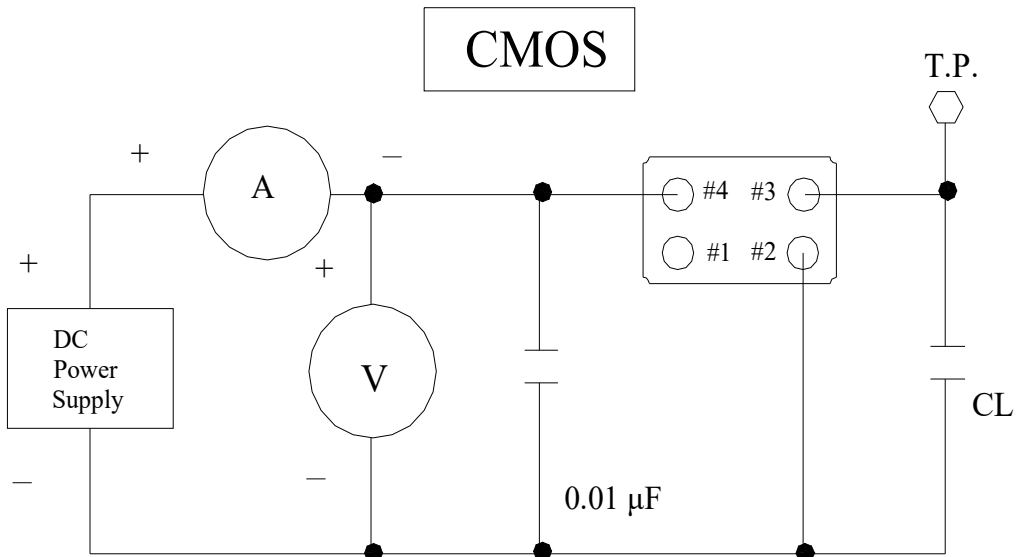 CMOS
T.P.
+
–
A
#4 #3
#1 #2
+
+
DC
Power
Supply
V
CL
–
–
0.01 μF